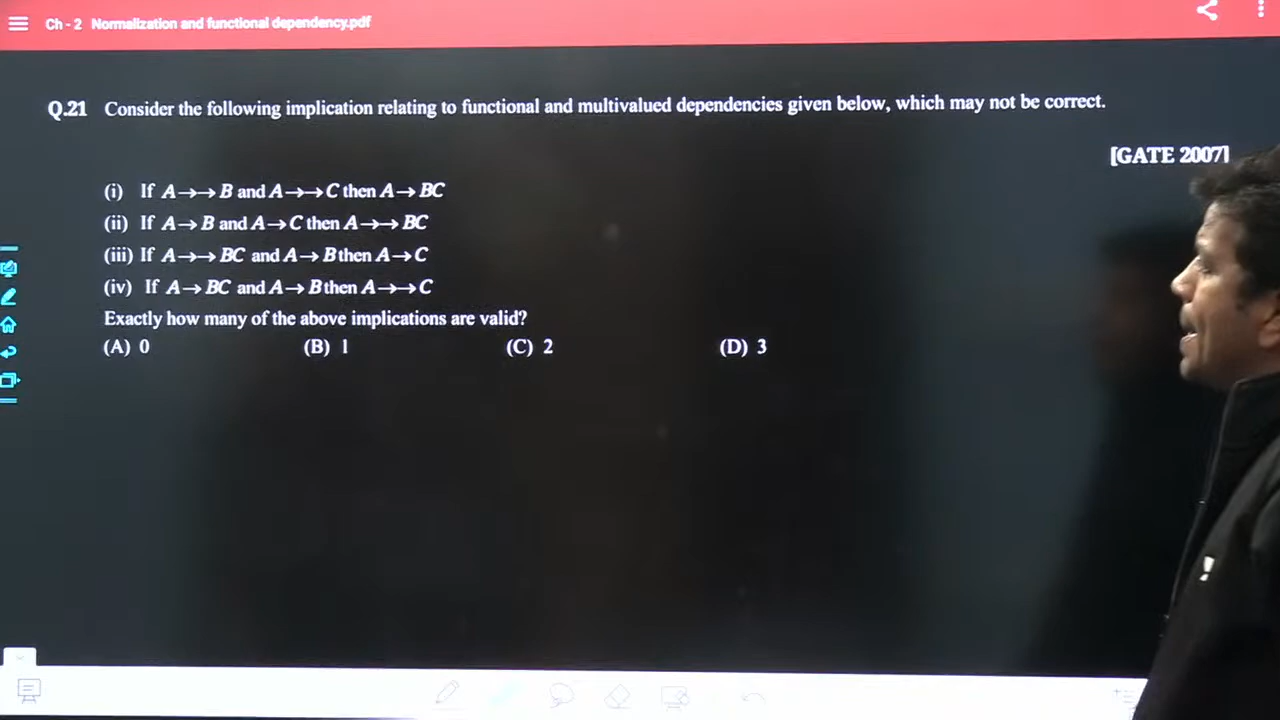 Ch - 2 Normalization and functional dependency.pdf
Q.21 Consider the following implication relating to functional and multivalued dependencies given below, which may not be correct.
[GATE 2007]
(i) If A→→B and A→→C then A→BC
(ii) If A→B and A→C then A→→BC
(iii) If A→→BC and A→B then A→C
(iv) If A→BC and A→B then A→→C
Exactly how many of the above implications are valid?
(A) 0 (B) 1 (C) 2 (D) 3